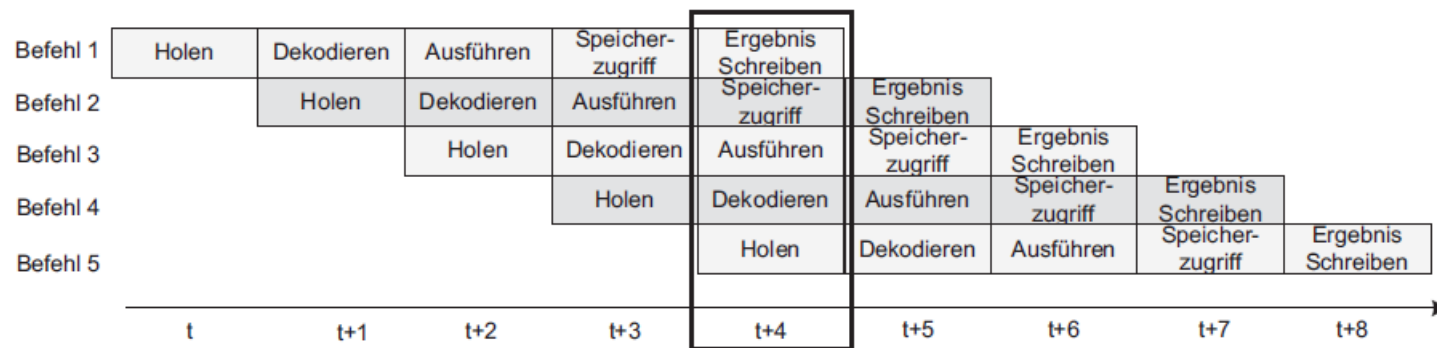 Befehl 1 Holen Dekodieren Ausführen Speicher- Ergebnis
zugriff Schreiben
Befehl 2 Holen Dekodieren Ausführen Speicher- Ergebnis
zugriff Schreiben
Befehl 3 Holen Dekodieren Ausführen Speicher- Ergebnis
zugriff Schreiben
Befehl 4 Holen Dekodieren Ausführen Speicher- Ergebnis
zugriff Schreiben
Befehl 5 Holen Dekodieren Ausführen Speicher- Ergebnis
zugriff Schreiben
t t+1 t+2 t+3 t+4 t+5 t+6 t+7 t+8